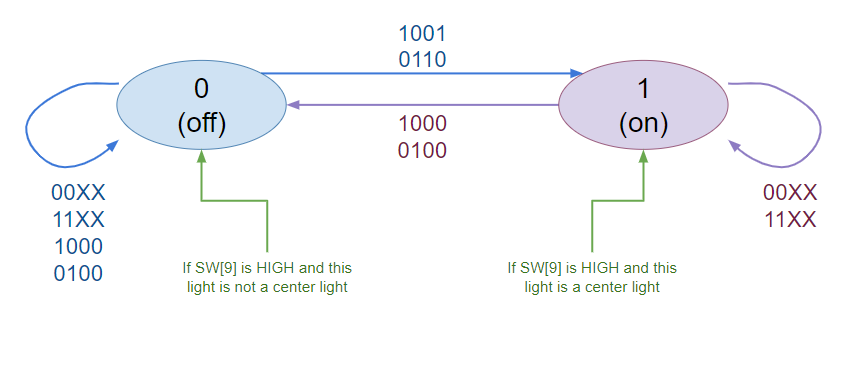 1001
0110
0
(off)
1
(on)
1000
0100
00XX
11XX
1000
0100
00XX
11XX
If SW[9] is HIGH and this
light is not a center light
If SW[9] is HIGH and this
light is a center light